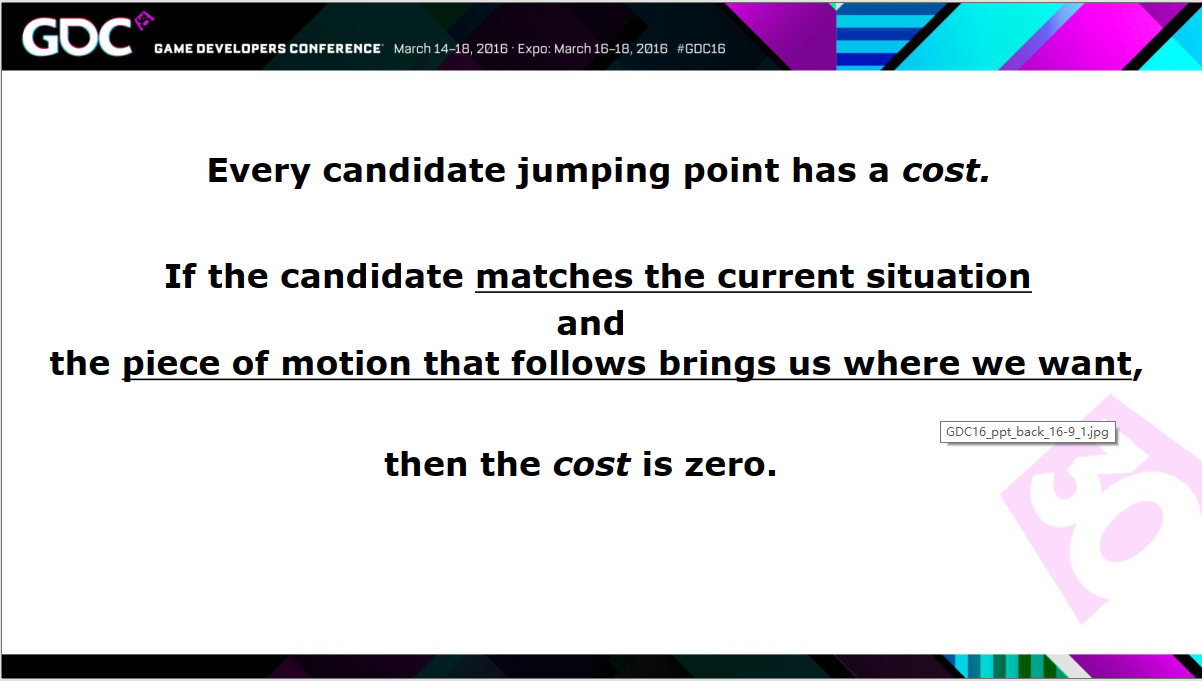 GDC
GAME DEVELOPERS CONFERENCE® March 14–18, 2016 · Expo: March 16–18, 2016 #GDC16
Every candidate jumping point has a cost.
If the candidate matches the current situation
and
the piece of motion that follows brings us where we want,
GDC16_ppt_back_16-9_1.jpg
then the cost is zero.